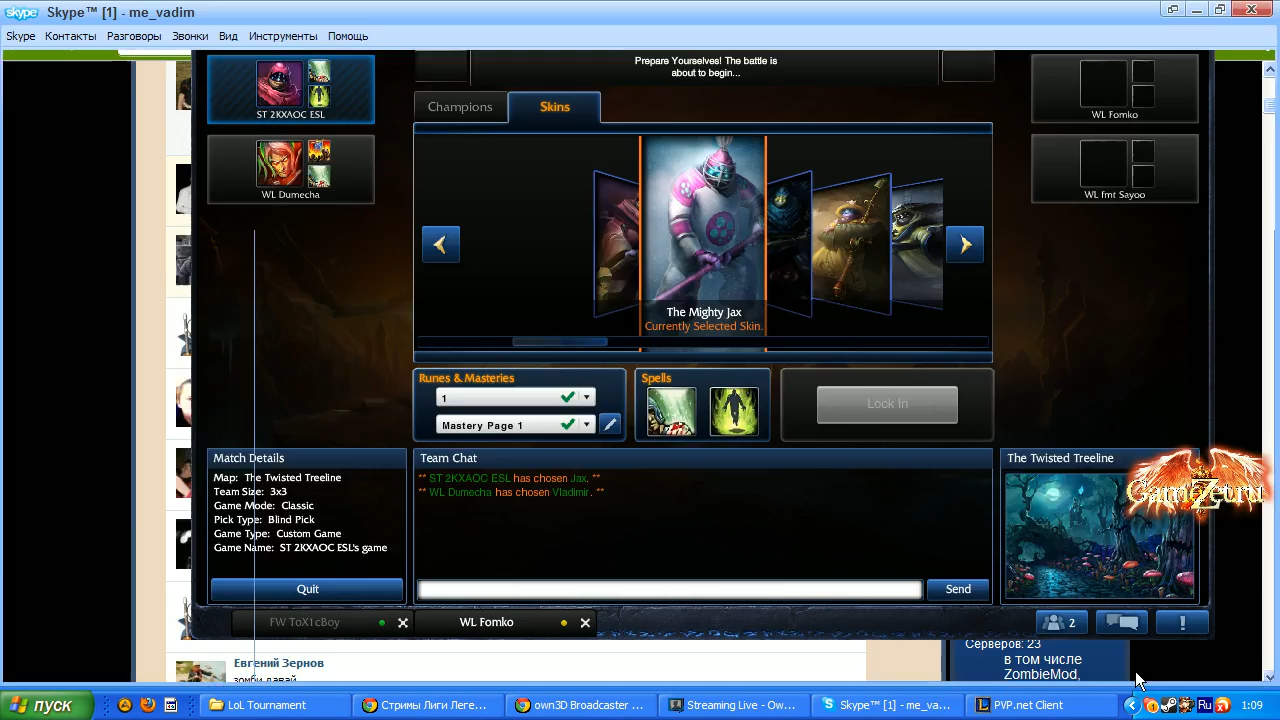 skype Skype™ [1] - me_vadim
Skype Контакты Разговоры Звонки Вид Инструменты Помощь
Prepare Yourselves! The battle is
about to begin...
ST 2KXAOC ESL
WL Dumecha
WL Fomko
WL fmt Sayoo
Champions
Skins
The Mighty Jax
Currently Selected Skin.
Runes & Masteries
1
Mastery Page 1
Spells
Lock In
Match Details
Map: The Twisted Treeline
Team Size: 3x3
Game Mode: Classic
Pick Type: Blind Pick
Game Type: Custom Game
Game Name: ST 2KXAOC ESL's game
Quit
Team Chat
** ST 2KXAOC ESL has chosen Jax. **
** WL Dumecha has chosen Vladimir. **
Send
The Twisted Treeline
GameZet.ru
FW ToX1cBoy
WL Fomko
2
Евгений Зернов
зомби давай
Серверов: 23
в том числе
ZombieMod,
пуск
LoL Tournament
Стримы Лиги Леге...
own3D Broadcaster ...
Streaming Live - Ow...
Skype™ [1] - me_va...
PVP.net Client
Ru
1:09